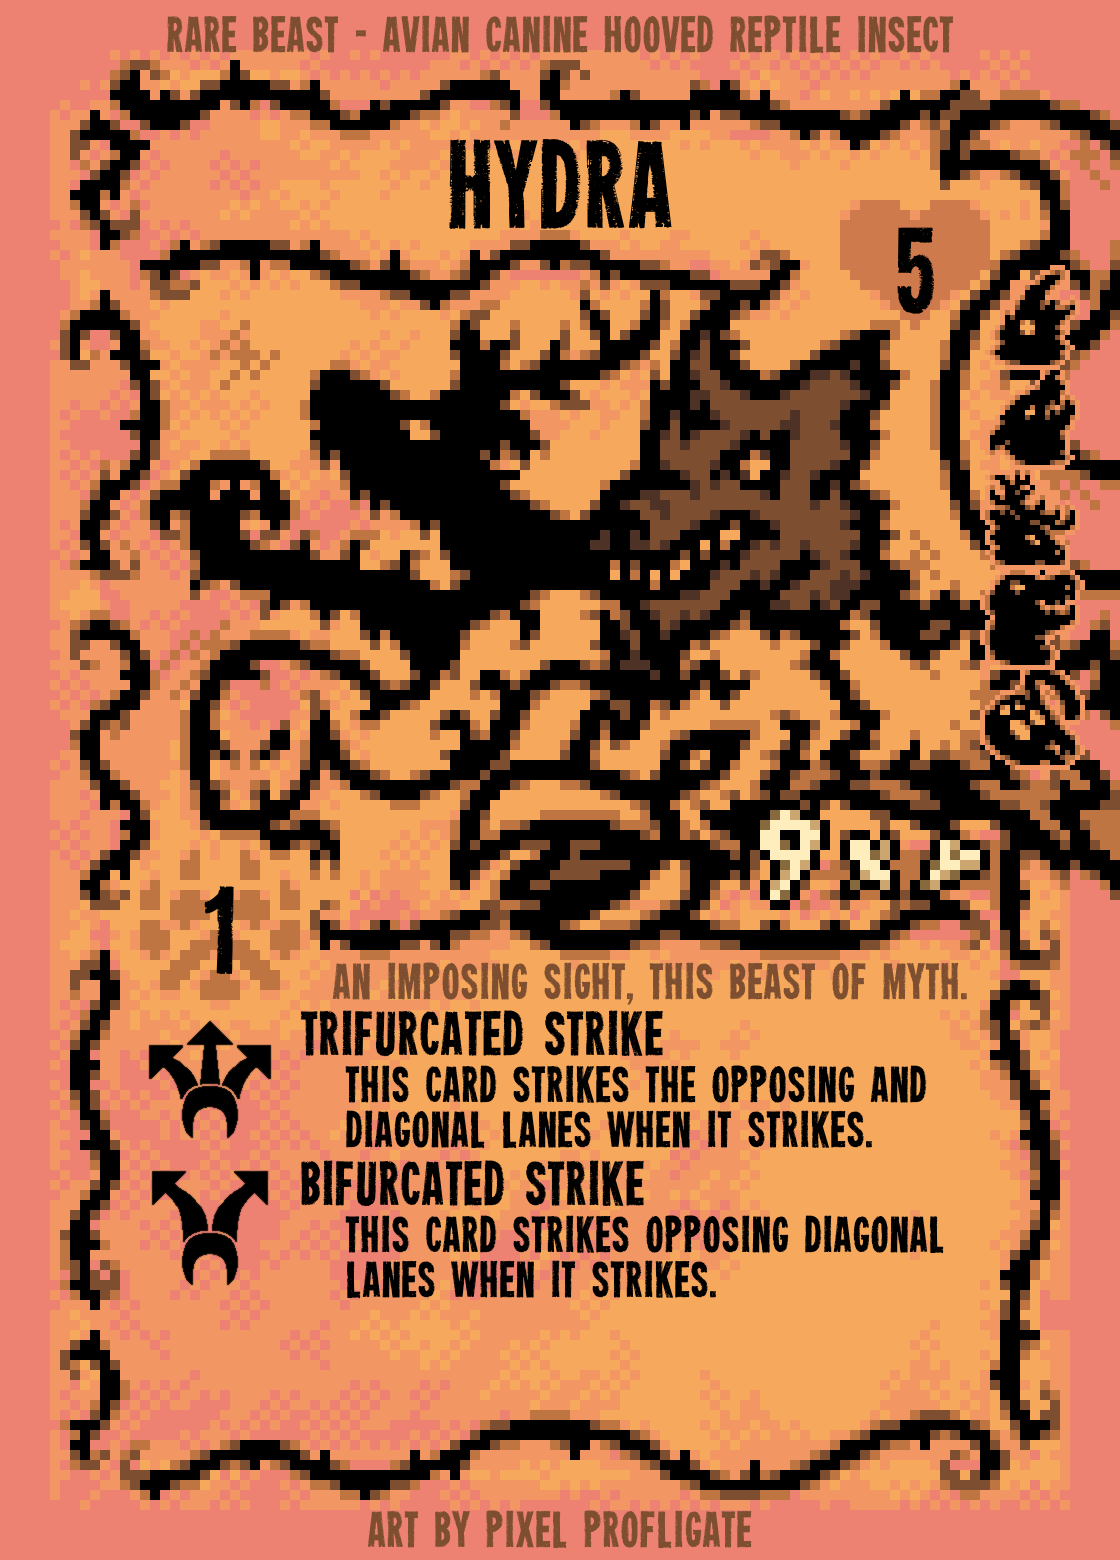 RARE BEAST - AVIAN CANINE HOOVED REPTILE INSECT
HYDRA
5
9
1
AN IMPOSING SIGHT, THIS BEAST OF MYTH.
TRIFURCATED STRIKE
THIS CARD STRIKES THE OPPOSING AND
DIAGONAL LANES WHEN IT STRIKES.
BIFURCATED STRIKE
THIS CARD STRIKES OPPOSING DIAGONAL
LANES WHEN IT STRIKES.
ART BY PIXEL PROFLIGATE